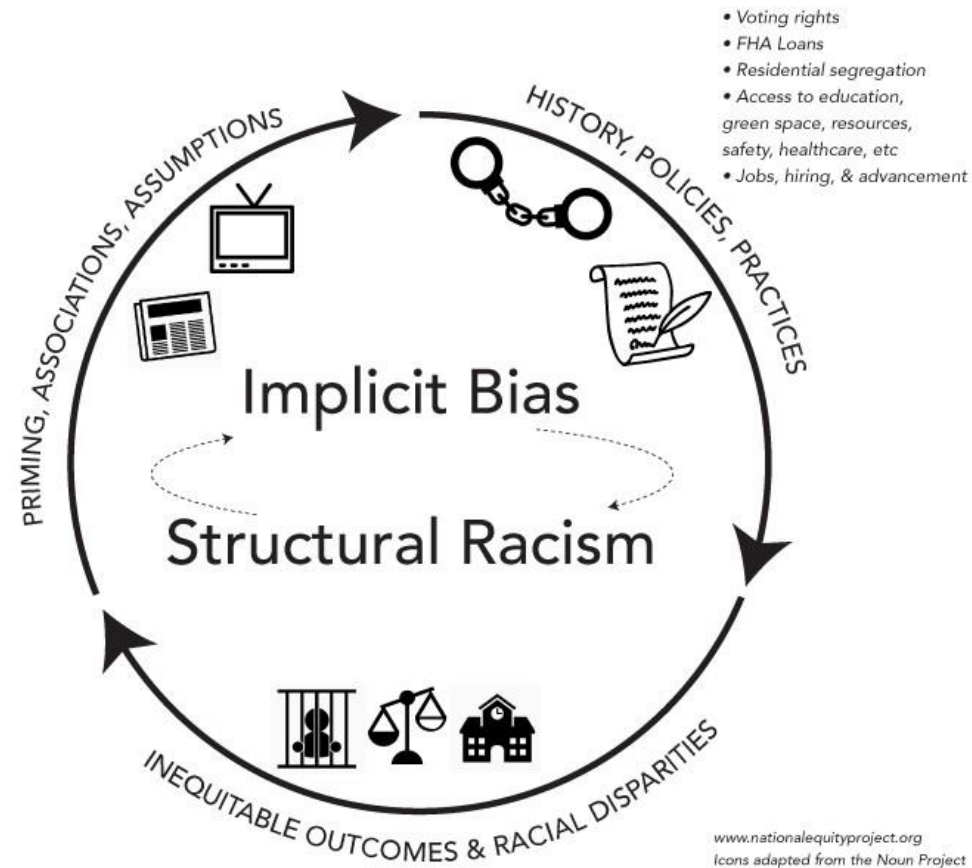 • Voting rights
• FHA Loans
• Residential segregation
• Access to education,
green space, resources,
safety, healthcare, etc
• Jobs, hiring, & advancement
HISTORY, POLICIES, PRACTICES
PRIMING, ASSOCIATIONS, ASSUMPTIONS
Implicit Bias
Structural Racism
INEQUITABLE OUTCOMES & RACIAL DISPARITIES
www.nationalequityproject.org
Icons adapted from the Noun Project